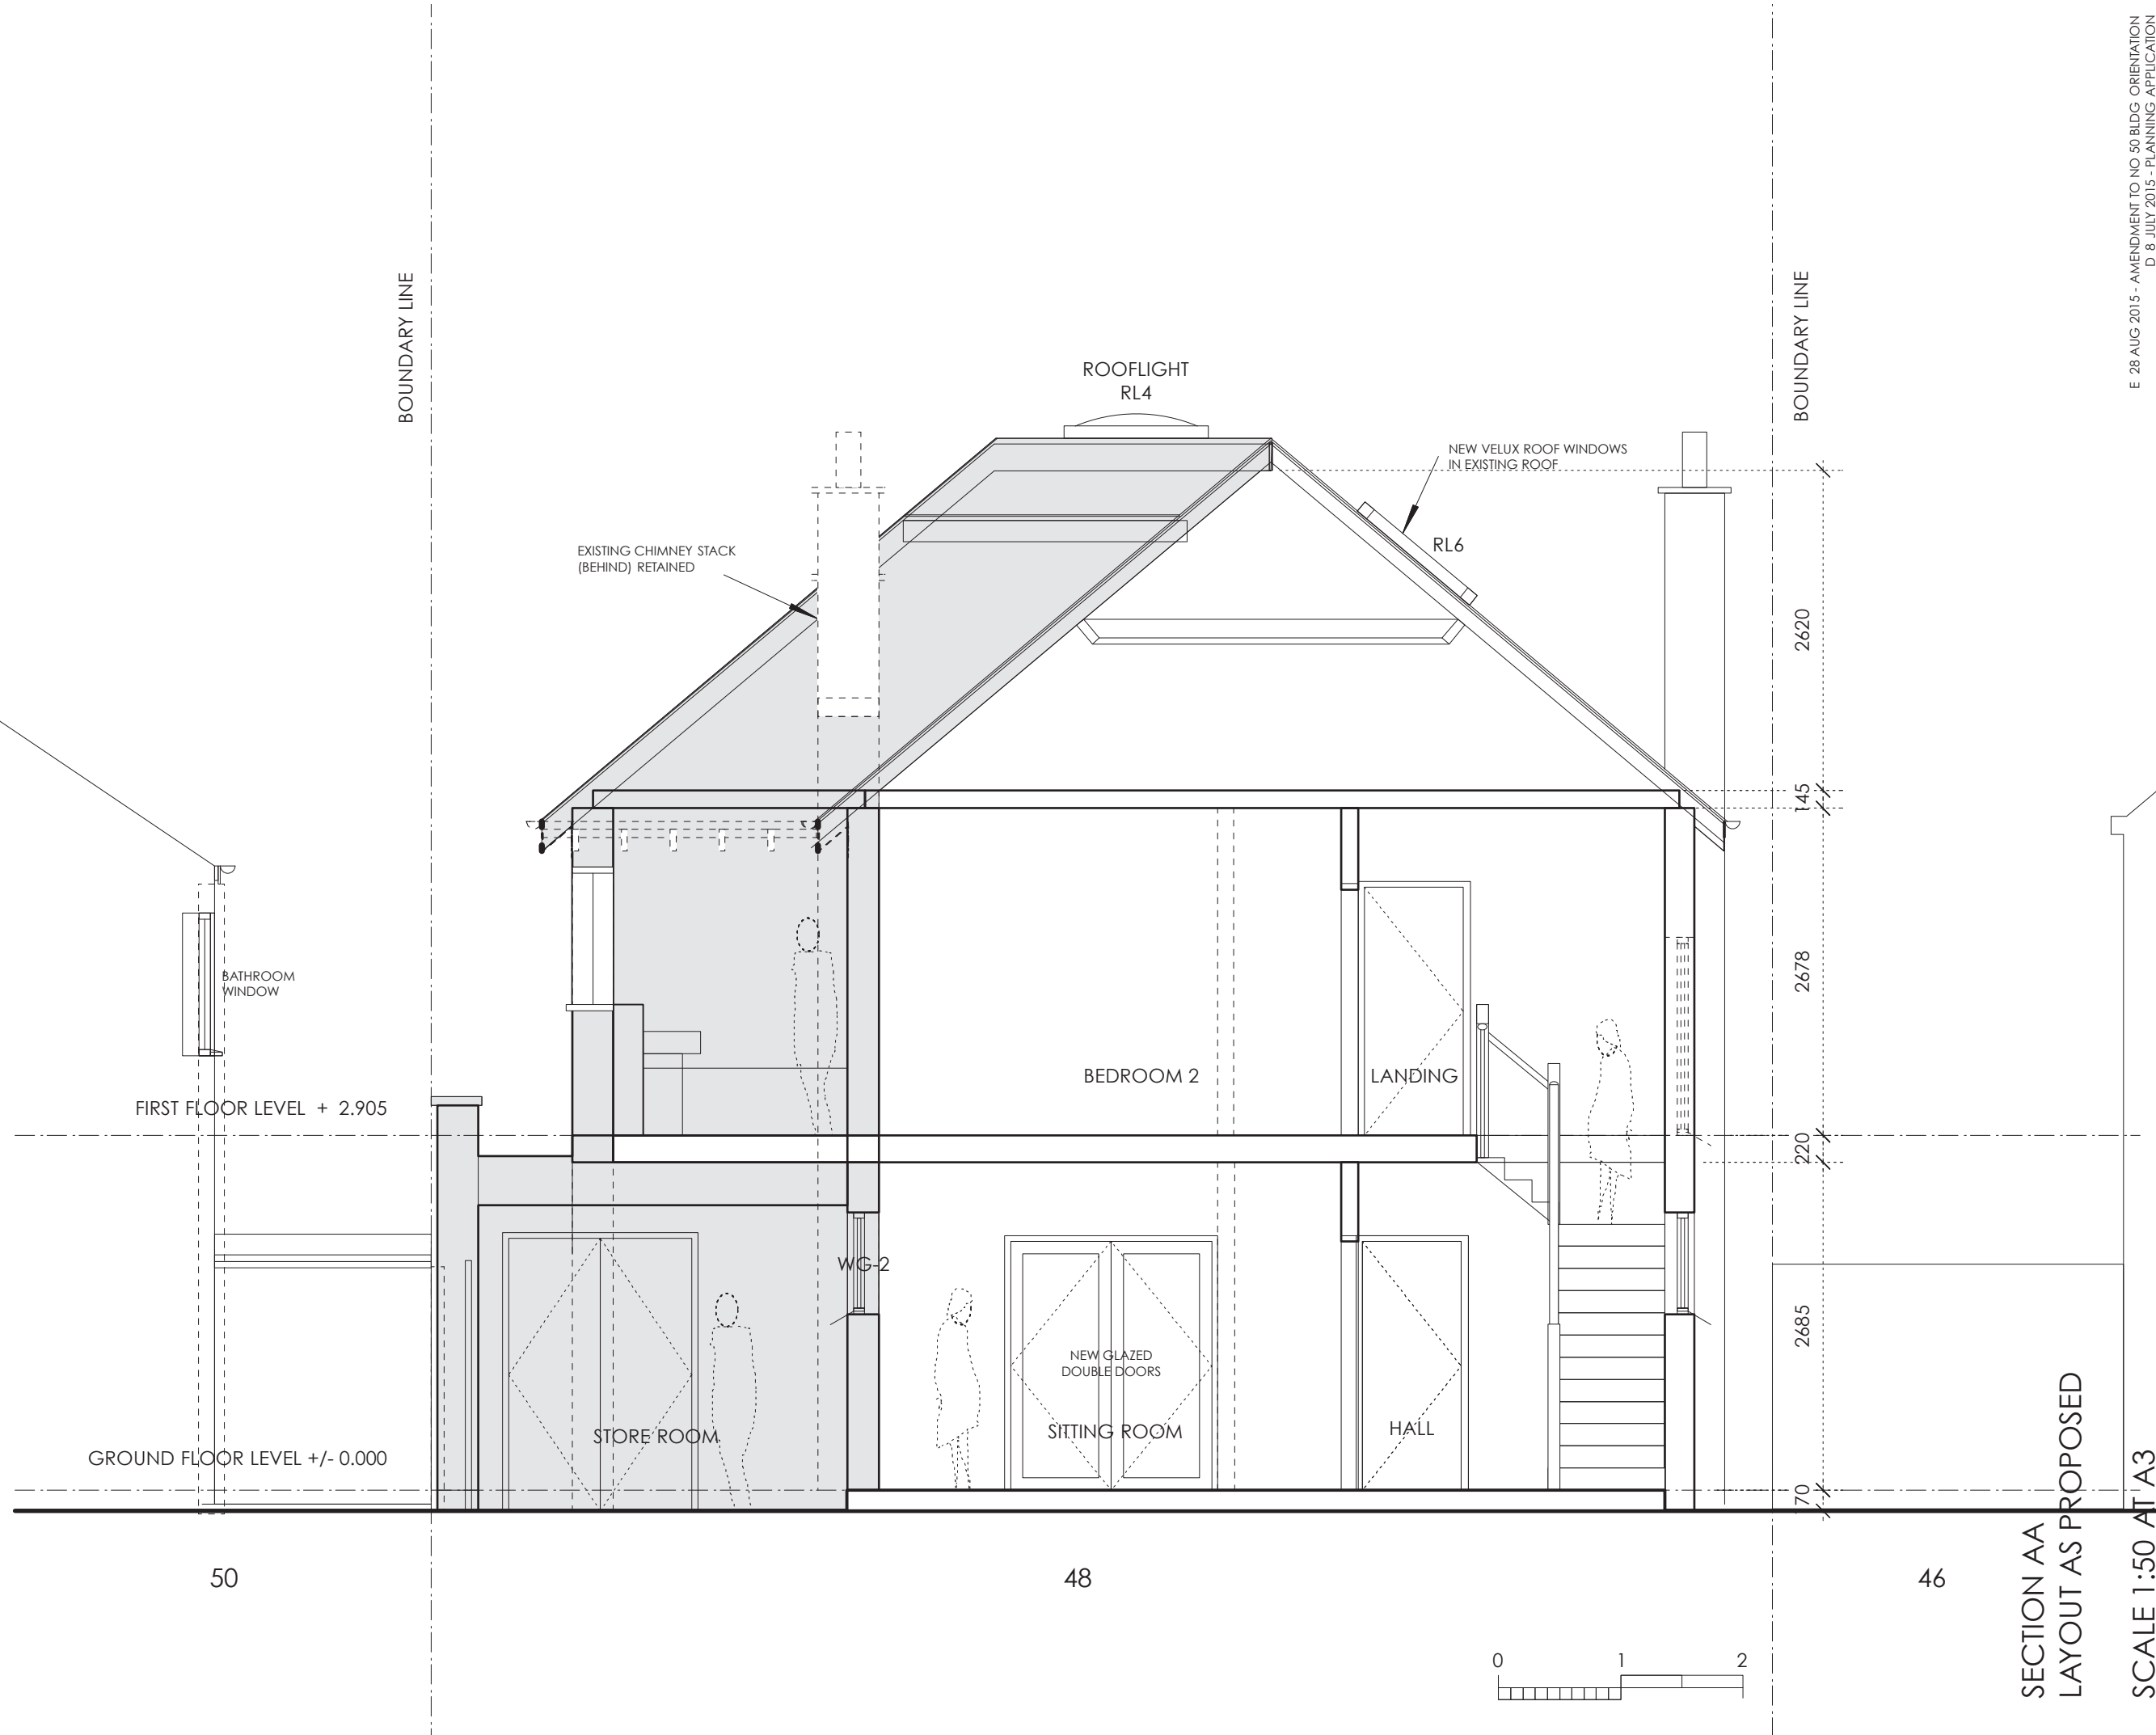 E 28 AUG 2015 - AMENDMENT TO NO 50 BLDG ORIENTATION
D 8 JULY 2015 - PLANNING APPLICATION
BOUNDARY LINE
BOUNDARY LINE
ROOFLIGHT
RL4
NEW VELUX ROOF WINDOWS
IN EXISTING ROOF
RL6
EXISTING CHIMNEY STACK
(BEHIND) RETAINED
2620
145
2678
220
2685
70
BATHROOM
WINDOW
BEDROOM 2
LANDING
FIRST FLOOR LEVEL + 2.905
WG-2
NEW GLAZED
DOUBLE DOORS
STORE ROOM
SITTING ROOM
HALL
GROUND FLOOR LEVEL +/- 0.000
50
48
46
0 1 2
SECTION AA
LAYOUT AS PROPOSED
SCALE 1:50 AT A3